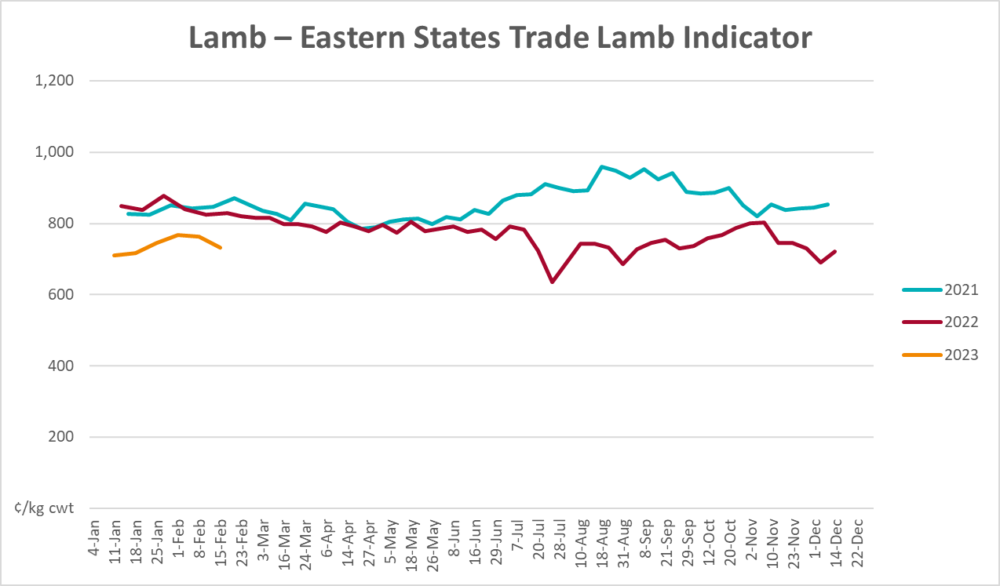 Lamb – Eastern States Trade Lamb Indicator
1,200
1,000
800
600
400
200
¢/kg cwt
4-Jan
11-Jan
18-Jan
25-Jan
1-Feb
8-Feb
15-Feb
23-Feb
3-Mar
16-Mar
24-Mar
6-Apr
14-Apr
27-Apr
5-May
18-May
26-May
8-Jun
16-Jun
29-Jun
7-Jul
20-Jul
28-Jul
10-Aug
18-Aug
31-Aug
8-Sep
21-Sep
29-Sep
12-Oct
20-Oct
2-Nov
10-Nov
23-Nov
1-Dec
14-Dec
22-Dec
2021
2022
2023